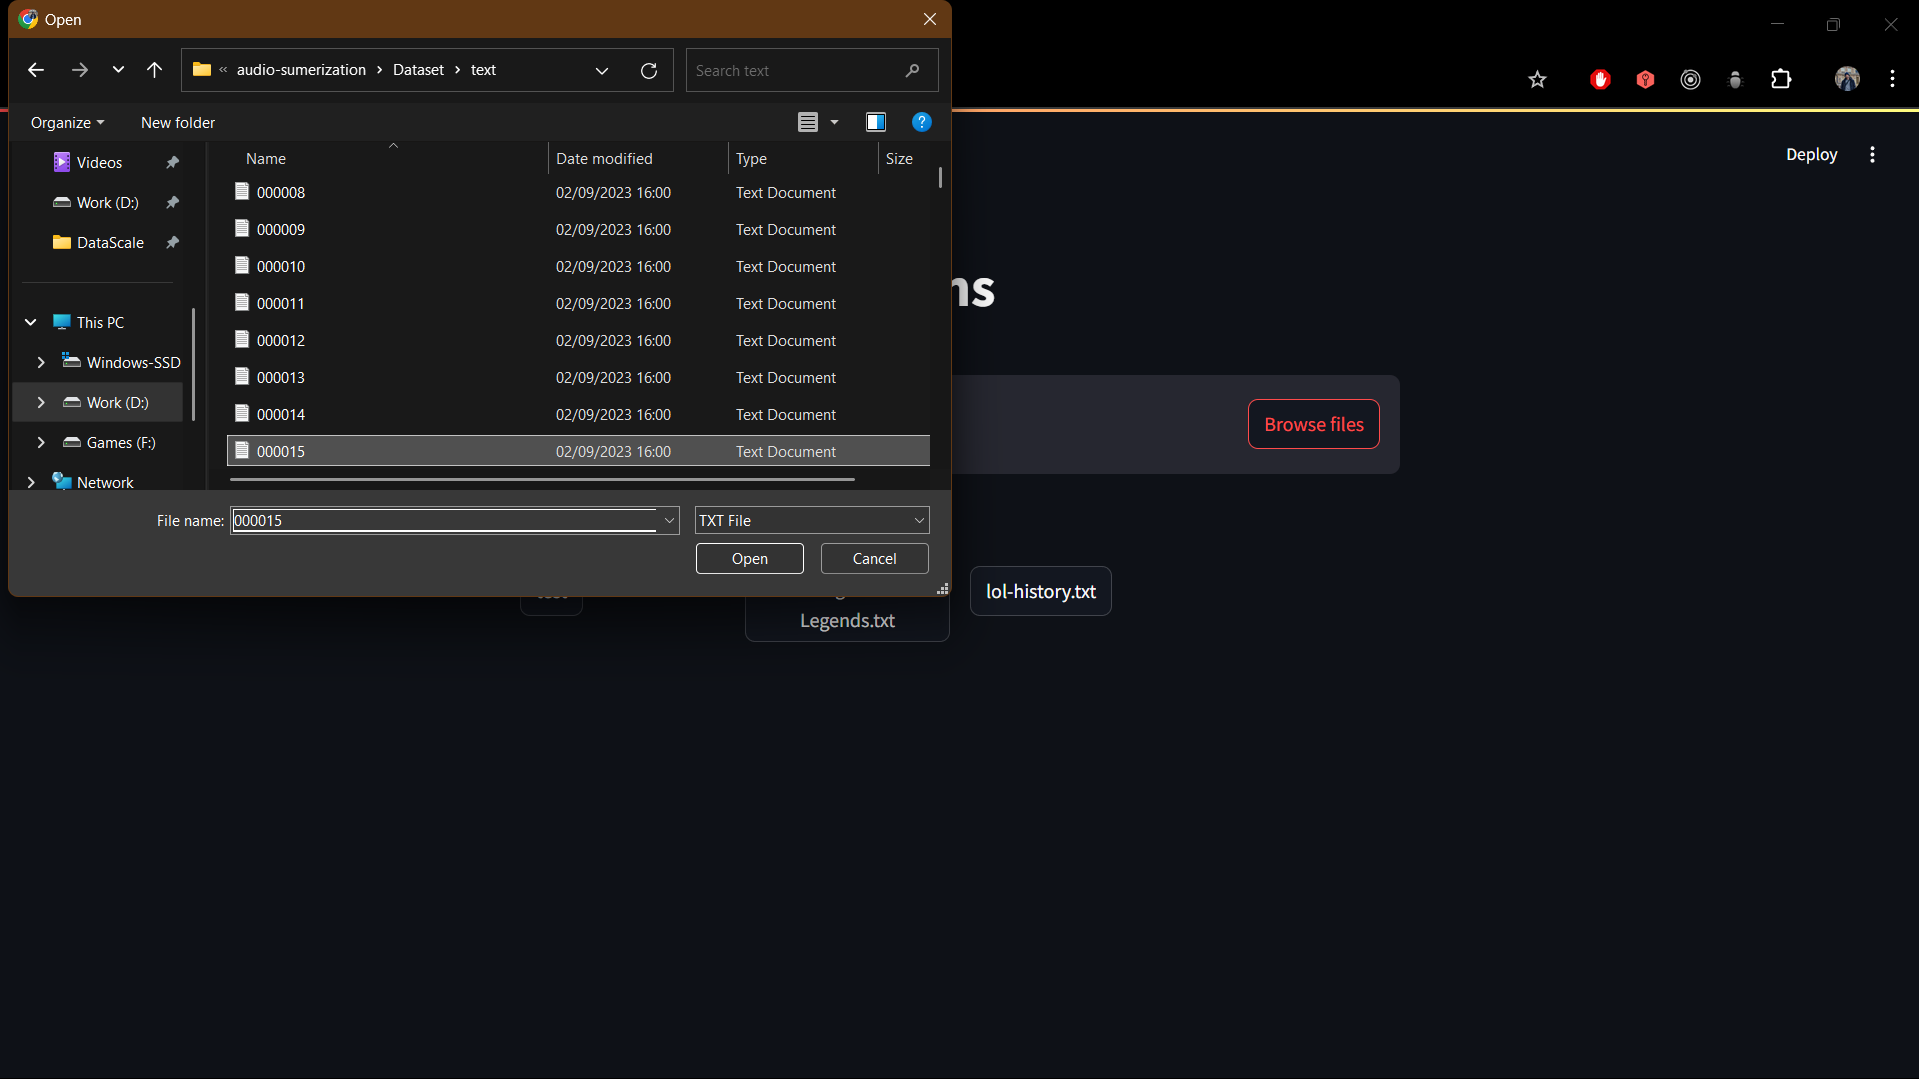 Open
« audio-sumerization › Dataset › text
Search text
Organize
New folder
Name Date modified Type Size
Videos
Work (D:)
DataScale
This PC
Windows-SSD
Work (D:)
Games (F:)
Network
000008 02/09/2023 16:00 Text Document
000009 02/09/2023 16:00 Text Document
000010 02/09/2023 16:00 Text Document
000011 02/09/2023 16:00 Text Document
000012 02/09/2023 16:00 Text Document
000013 02/09/2023 16:00 Text Document
000014 02/09/2023 16:00 Text Document
000015 02/09/2023 16:00 Text Document
File name: 000015
TXT File
Open
Cancel
Deploy
ns
Browse files
Legends.txt
lol-history.txt